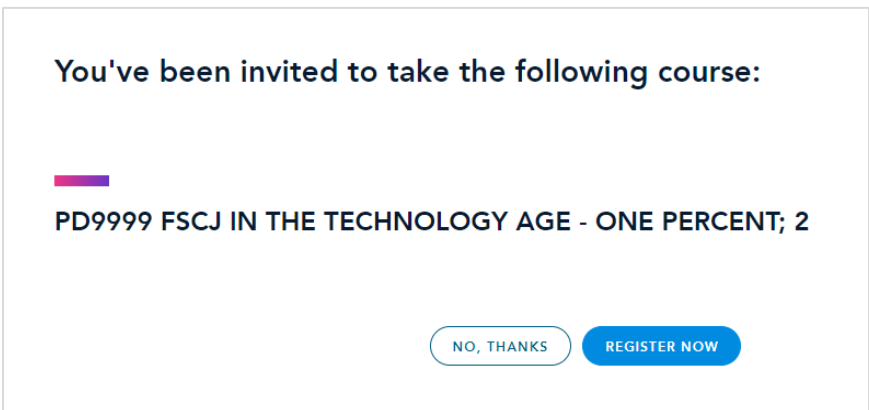 You've been invited to take the following course:
PD9999 FSCJ IN THE TECHNOLOGY AGE - ONE PERCENT; 2
NO, THANKS
REGISTER NOW